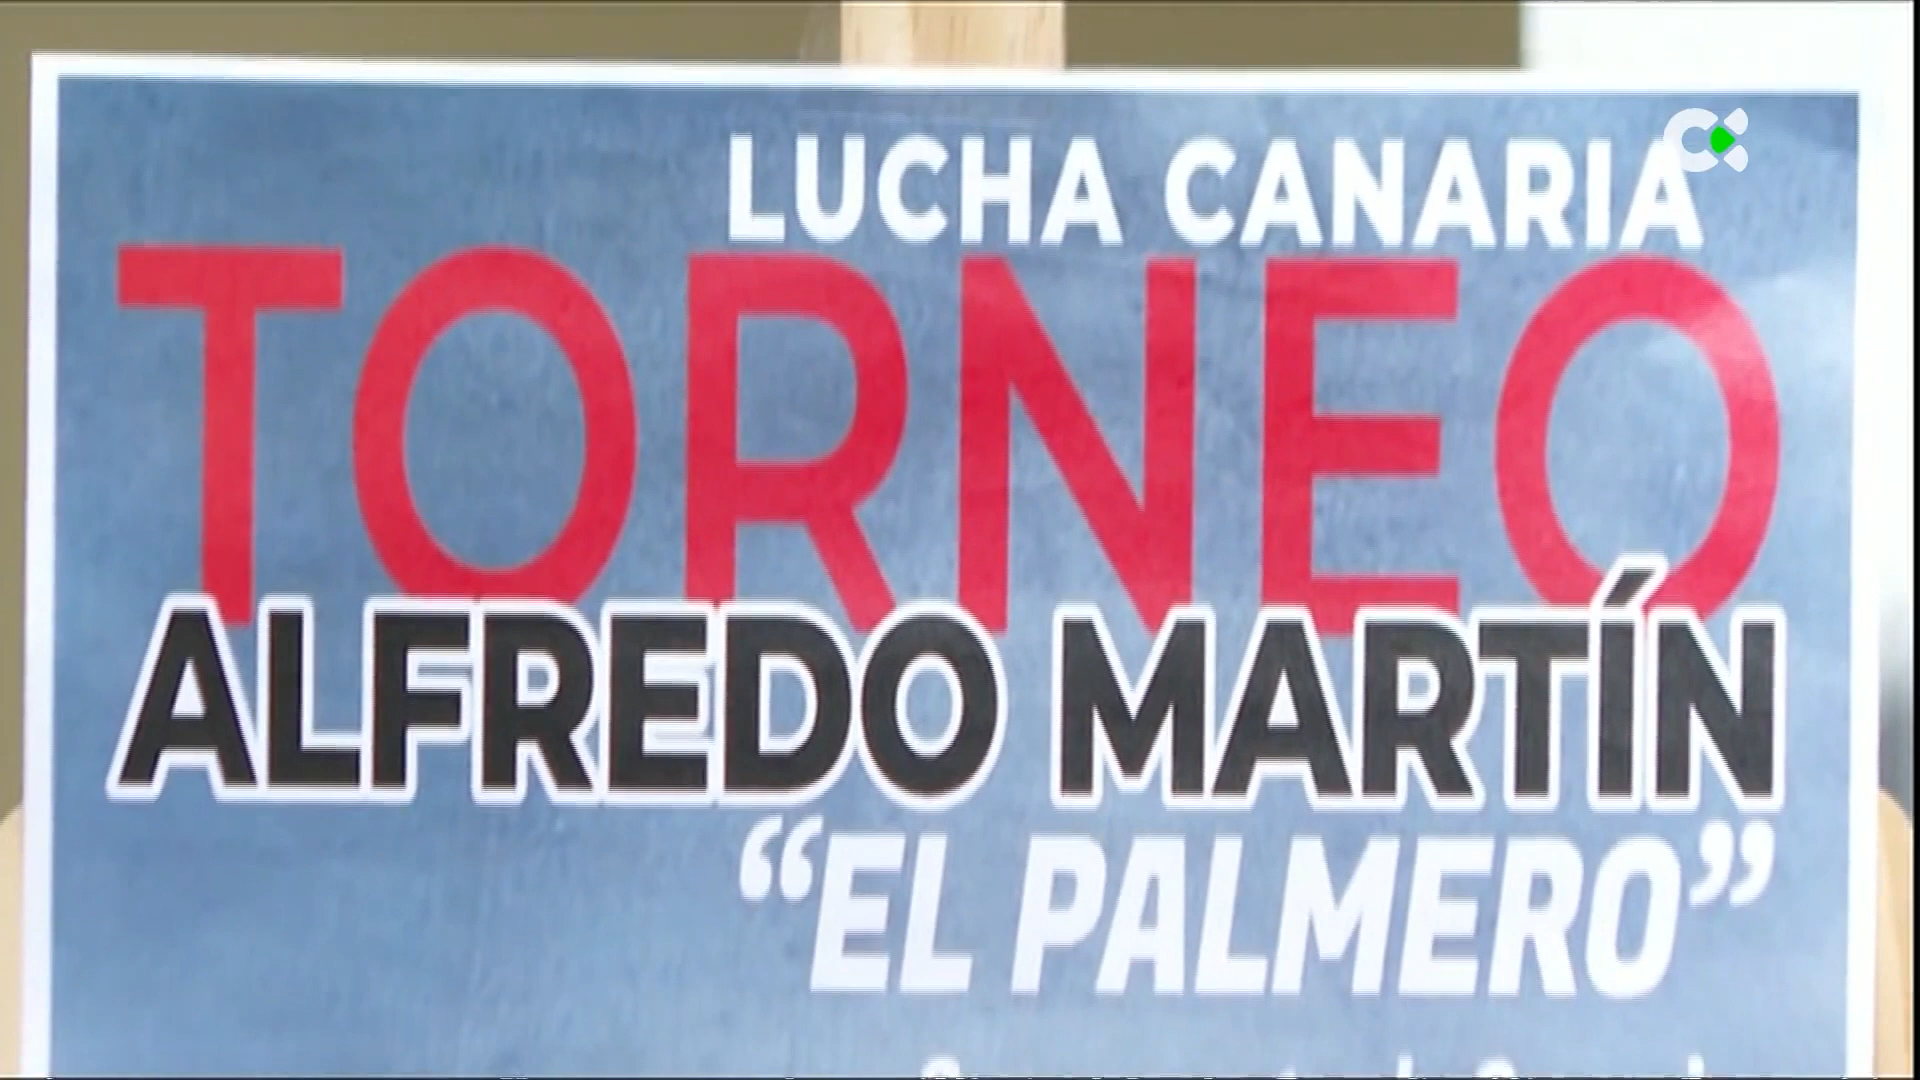 LUCHA CANARIA
TORNEO
ALFREDO MARTÍN
“EL PALMERO”